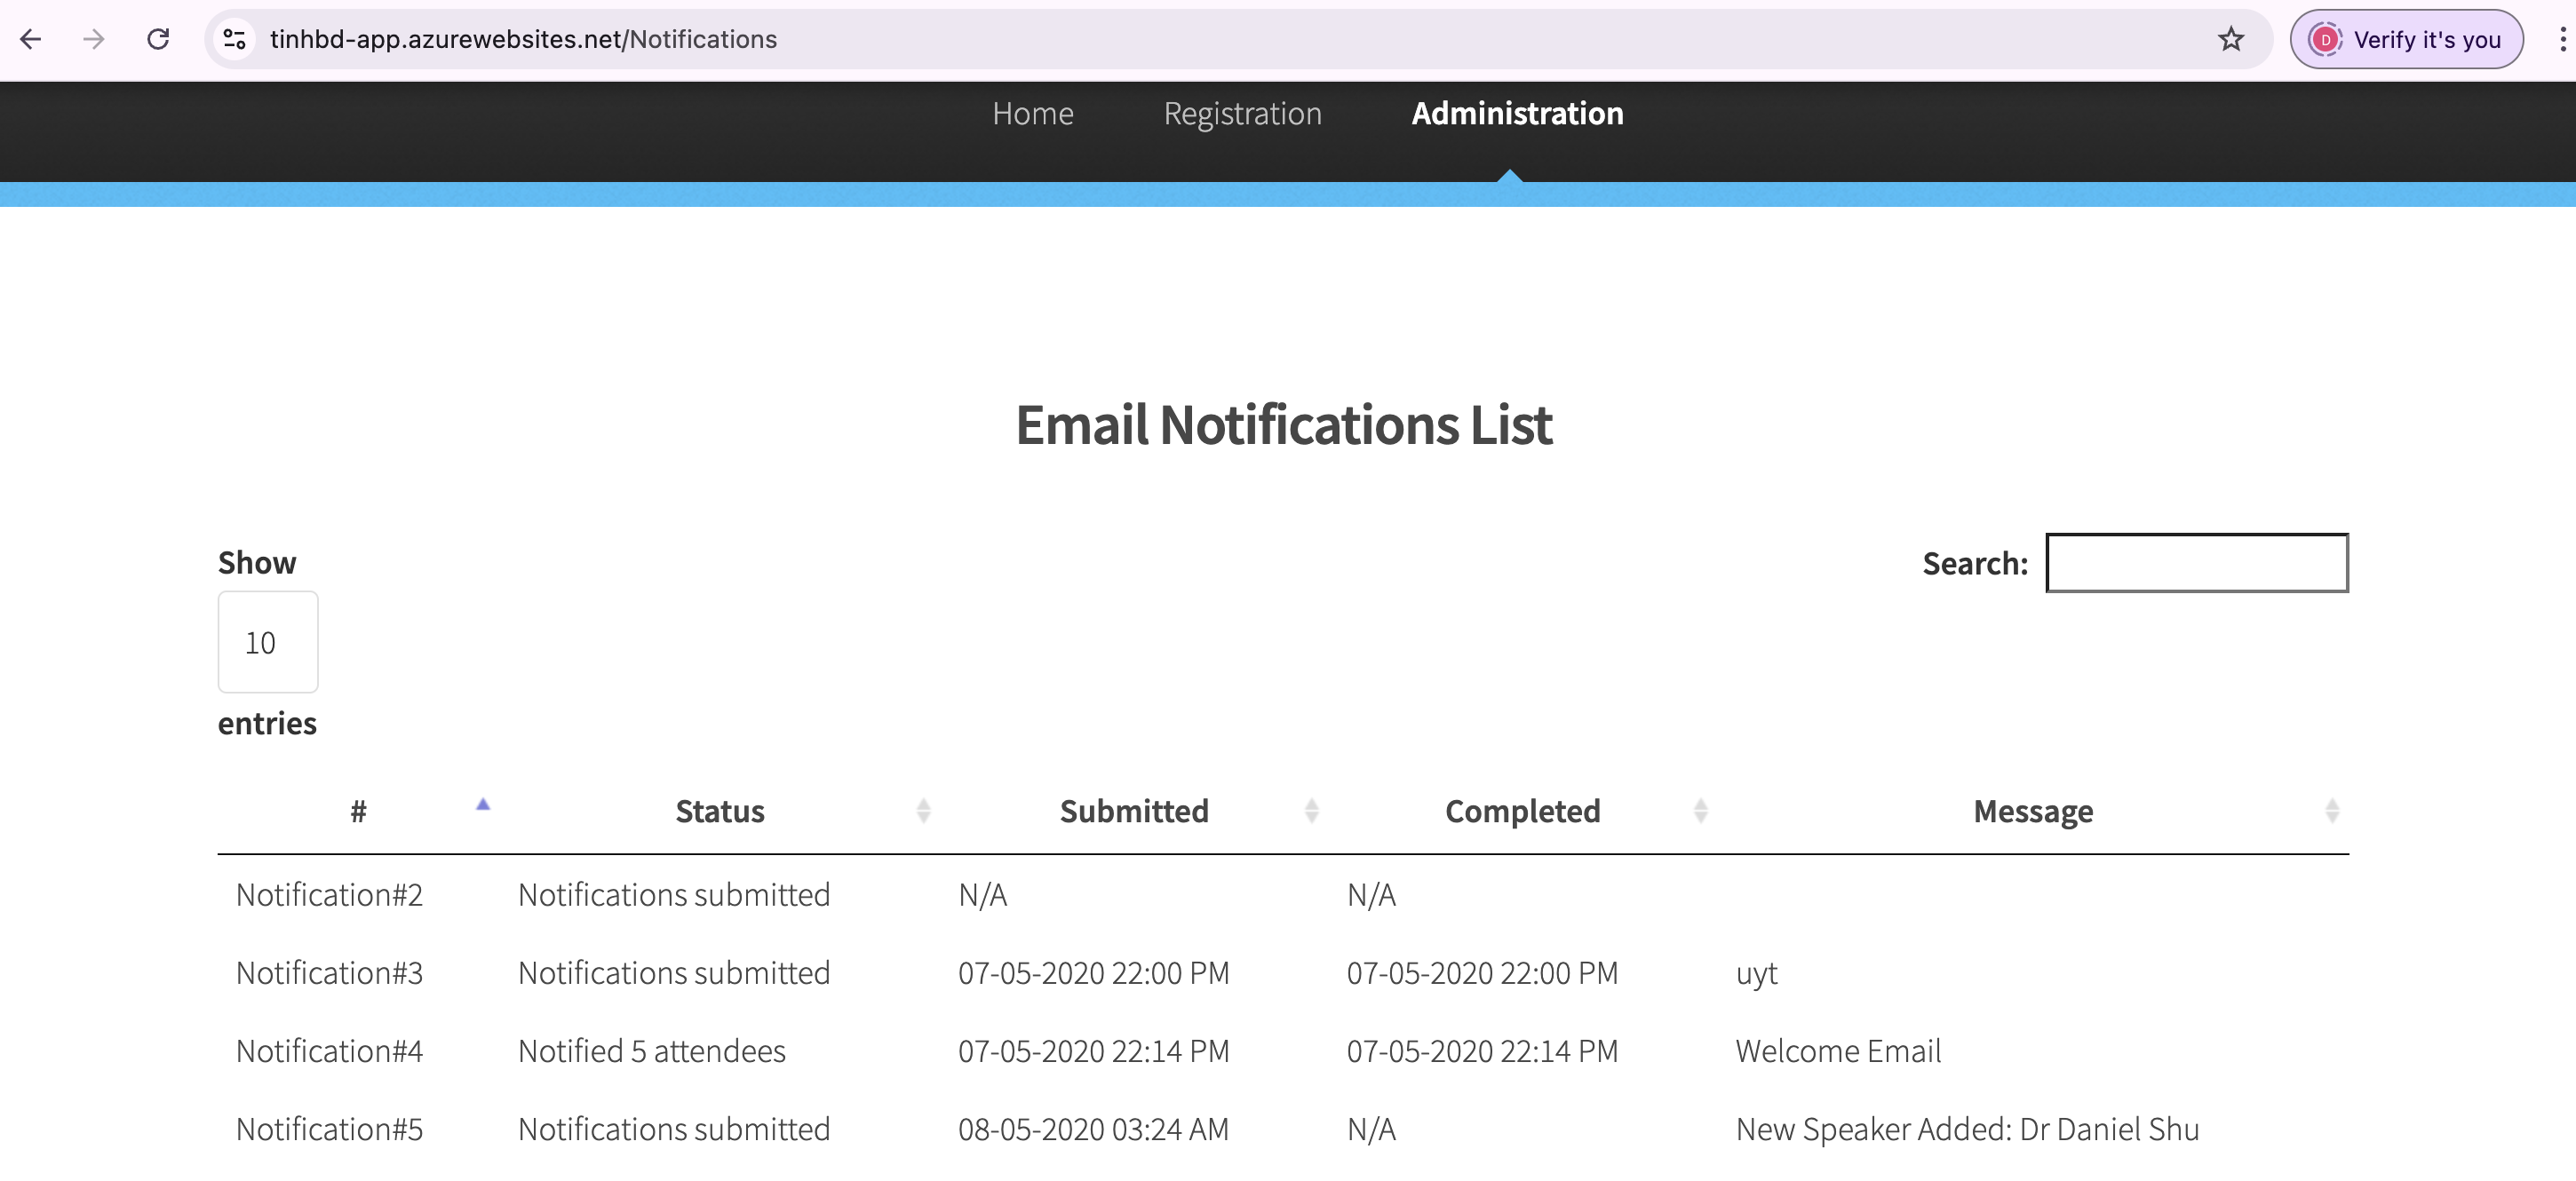 tinhbd-app.azurewebsites.net/Notifications
D Verify it's you
Home Registration Administration
Email Notifications List
Show
10
entries
Search:
# Status Submitted Completed Message
Notification#2 Notifications submitted N/A N/A
Notification#3 Notifications submitted 07-05-2020 22:00 PM 07-05-2020 22:00 PM uyt
Notification#4 Notified 5 attendees 07-05-2020 22:14 PM 07-05-2020 22:14 PM Welcome Email
Notification#5 Notifications submitted 08-05-2020 03:24 AM N/A New Speaker Added: Dr Daniel Shu